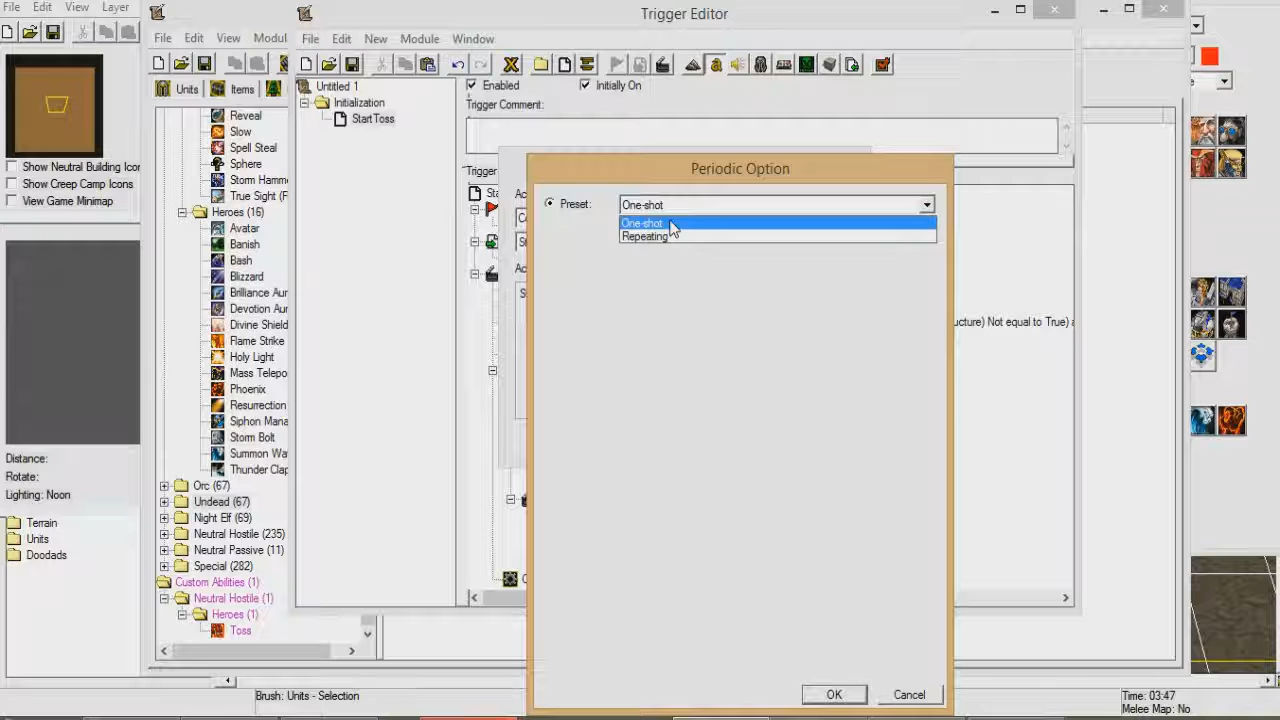 File Edit View Layer
Trigger Editor
File Edit View Modul
File Edit New Module Window
Units Items
Untitled 1
Initialization
StartToss
Enabled
Initially On
Trigger Comment:
Trigger
Periodic Option
Preset:
One-shot
One-shot
Repeating
OK
Cancel
ucture) Not equal to True) a
Show Neutral Building Icon
Show Creep Camp Icons
View Game Minimap
Reveal
Slow
Spell Steal
Sphere
Storm Hamme
True Sight (F
Heroes (16)
Avatar
Banish
Bash
Blizzard
Brilliance Aur
Devotion Au
Divine Shield
Flame Strike
Holy Light
Mass Telepo
Phoenix
Resurrection
Siphon Mana
Storm Bolt
Summon Wa
Thunder Clap
Orc (67)
Undead (67)
Night Elf (69)
Neutral Hostile (235)
Neutral Passive (11)
Special (282)
Custom Abilities (1)
Neutral Hostile (1)
Heroes (1)
Toss
Distance:
Rotate:
Lighting: Noon
Terrain
Units
Doodads
Brush: Units - Selection
Time: 03:47
Melee Map: No